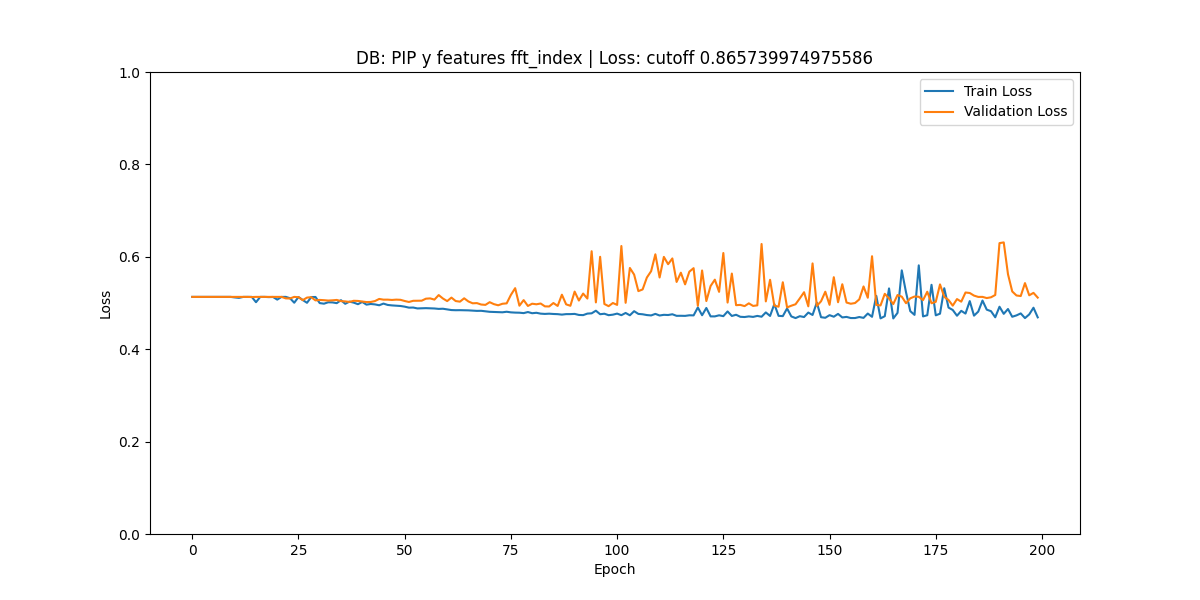 DB: PIP y features fft_index | Loss: cutoff 0.865739974975586
Train Loss
Validation Loss
1.0
0.8
0.6
0.4
0.2
0.0
Loss
0 25 50 75 100 125 150 175 200
Epoch